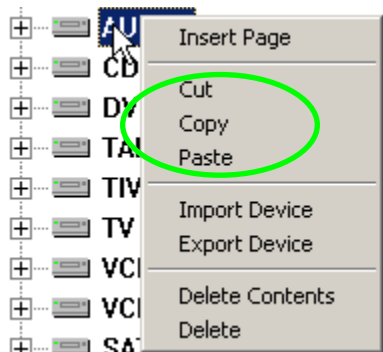 AU
Insert Page
CD
Cut
DV
Copy
TA
Paste
TIV
Import Device
TV
Export Device
VC
Delete Contents
VC
Delete
SA